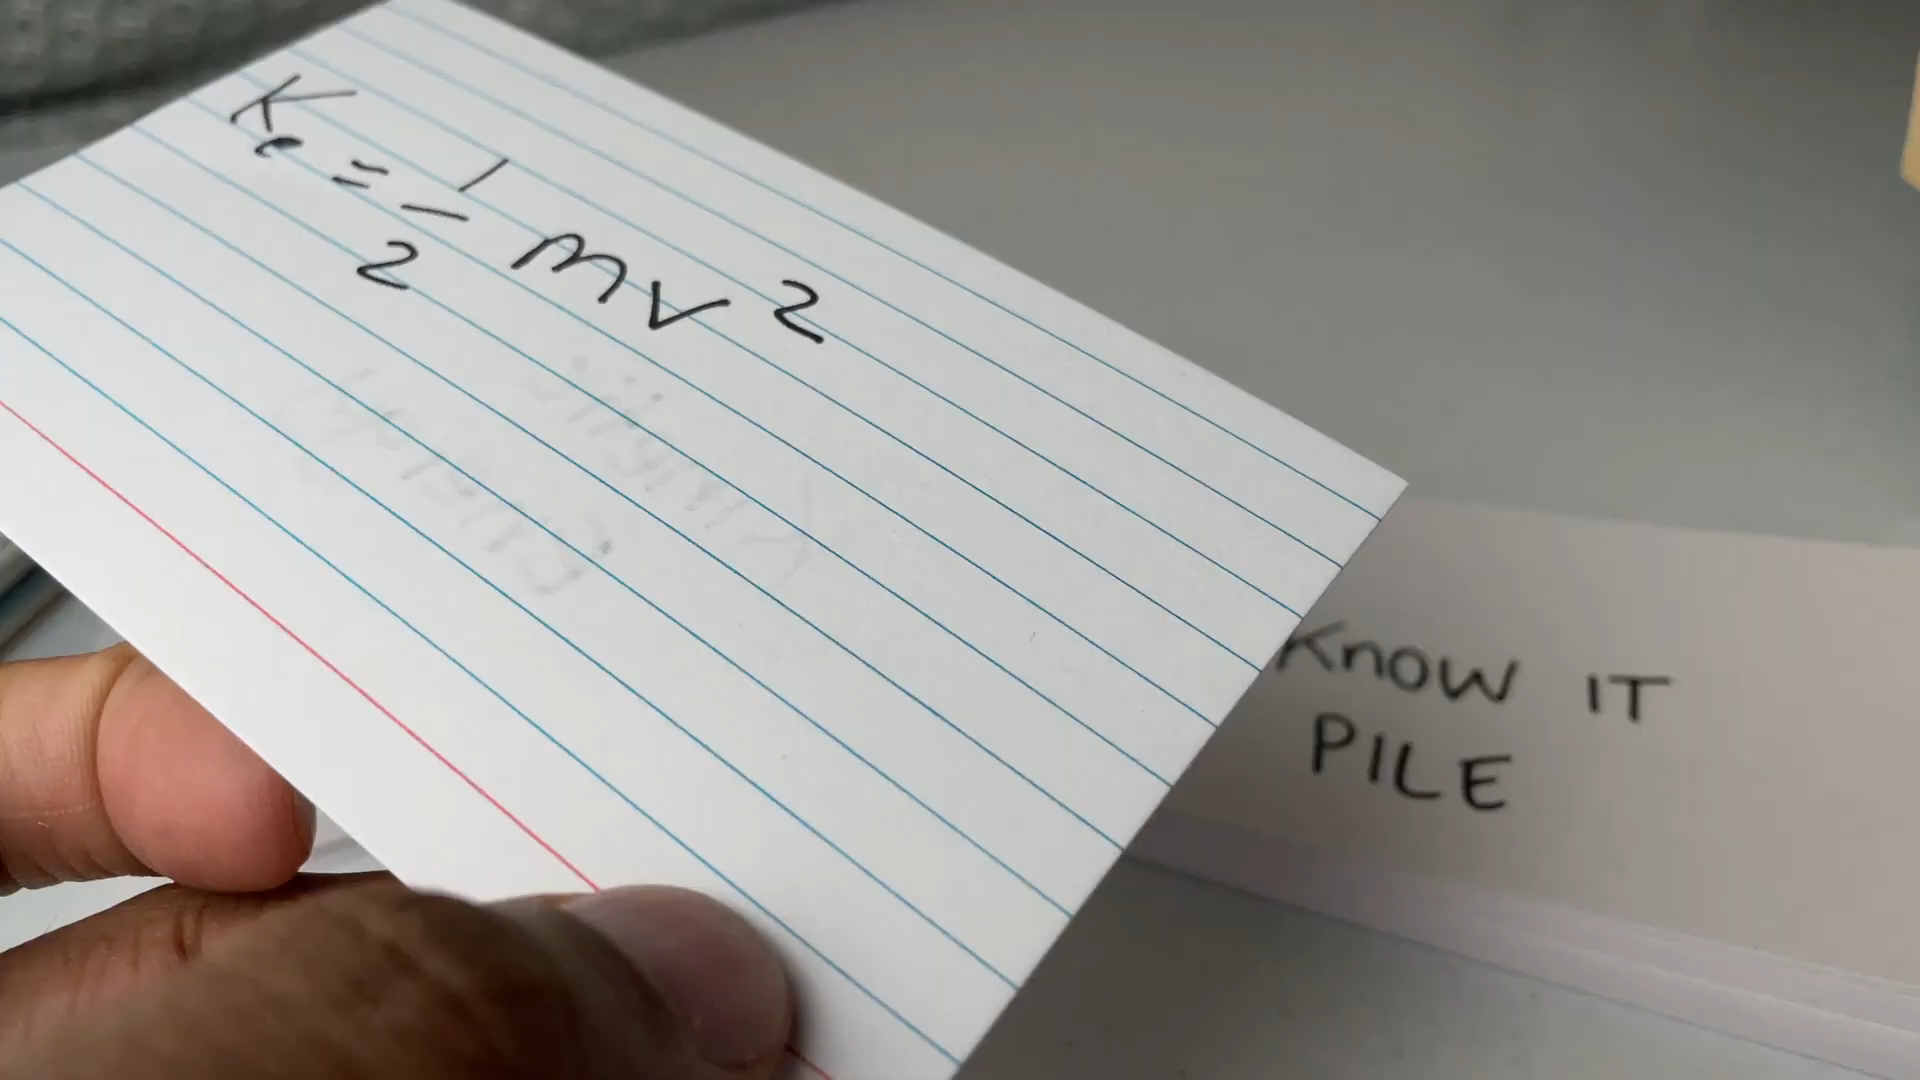 Ke = 1/2 mv²
KNOW IT
PILE